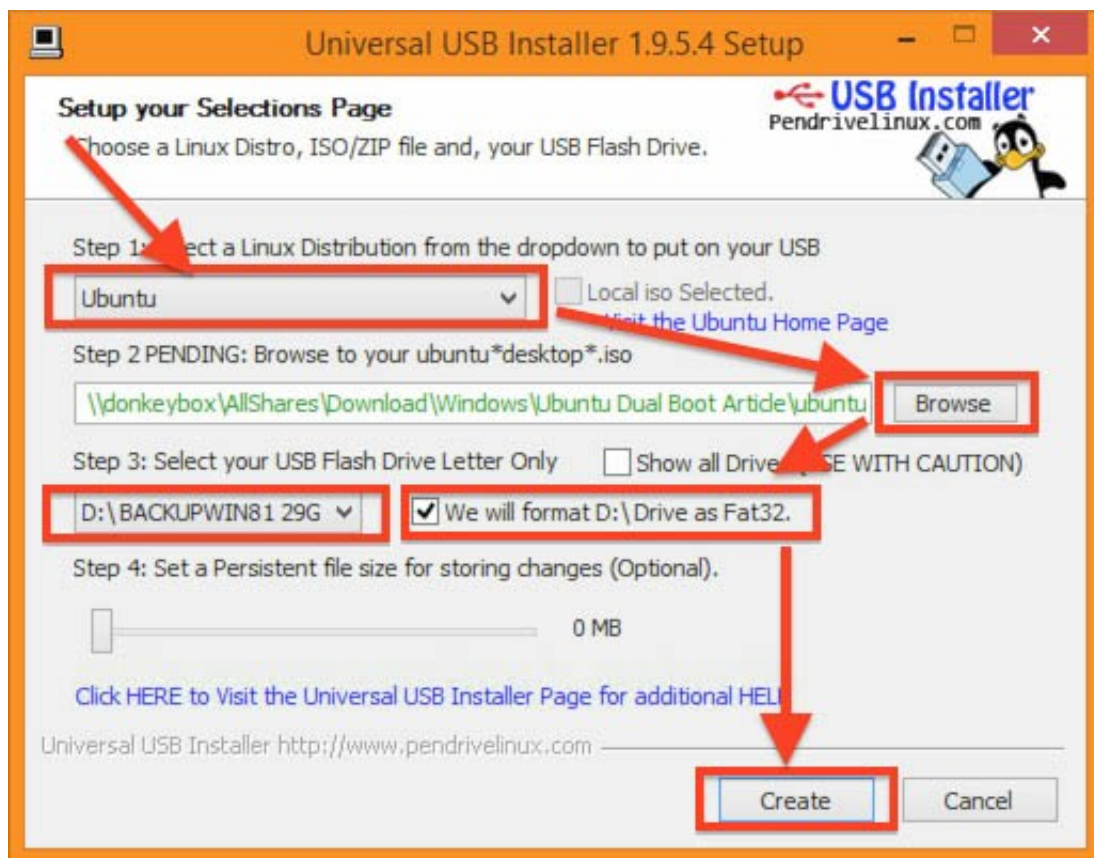 Universal USB Installer 1.9.5.4 Setup
USB Installer
Pendrivelinux.com
Setup your Selections Page
Choose a Linux Distro, ISO/ZIP file and, your USB Flash Drive.
Step 1: Select a Linux Distribution from the dropdown to put on your USB
Ubuntu
Local iso Selected.
Visit the Ubuntu Home Page
Step 2 PENDING: Browse to your ubuntu*desktop*.iso
\\donkeybox\AllShares\Download\Windows\Ubuntu Dual Boot Article\ubuntu
Browse
Step 3: Select your USB Flash Drive Letter Only
Show all Drives (USE WITH CAUTION)
D:\BACKUPWIN81 29G
We will format D:\Drive as Fat32.
Step 4: Set a Persistent file size for storing changes (Optional).
0 MB
Click HERE to Visit the Universal USB Installer Page for additional HELP
Universal USB Installer http://www.pendrivelinux.com
Create
Cancel